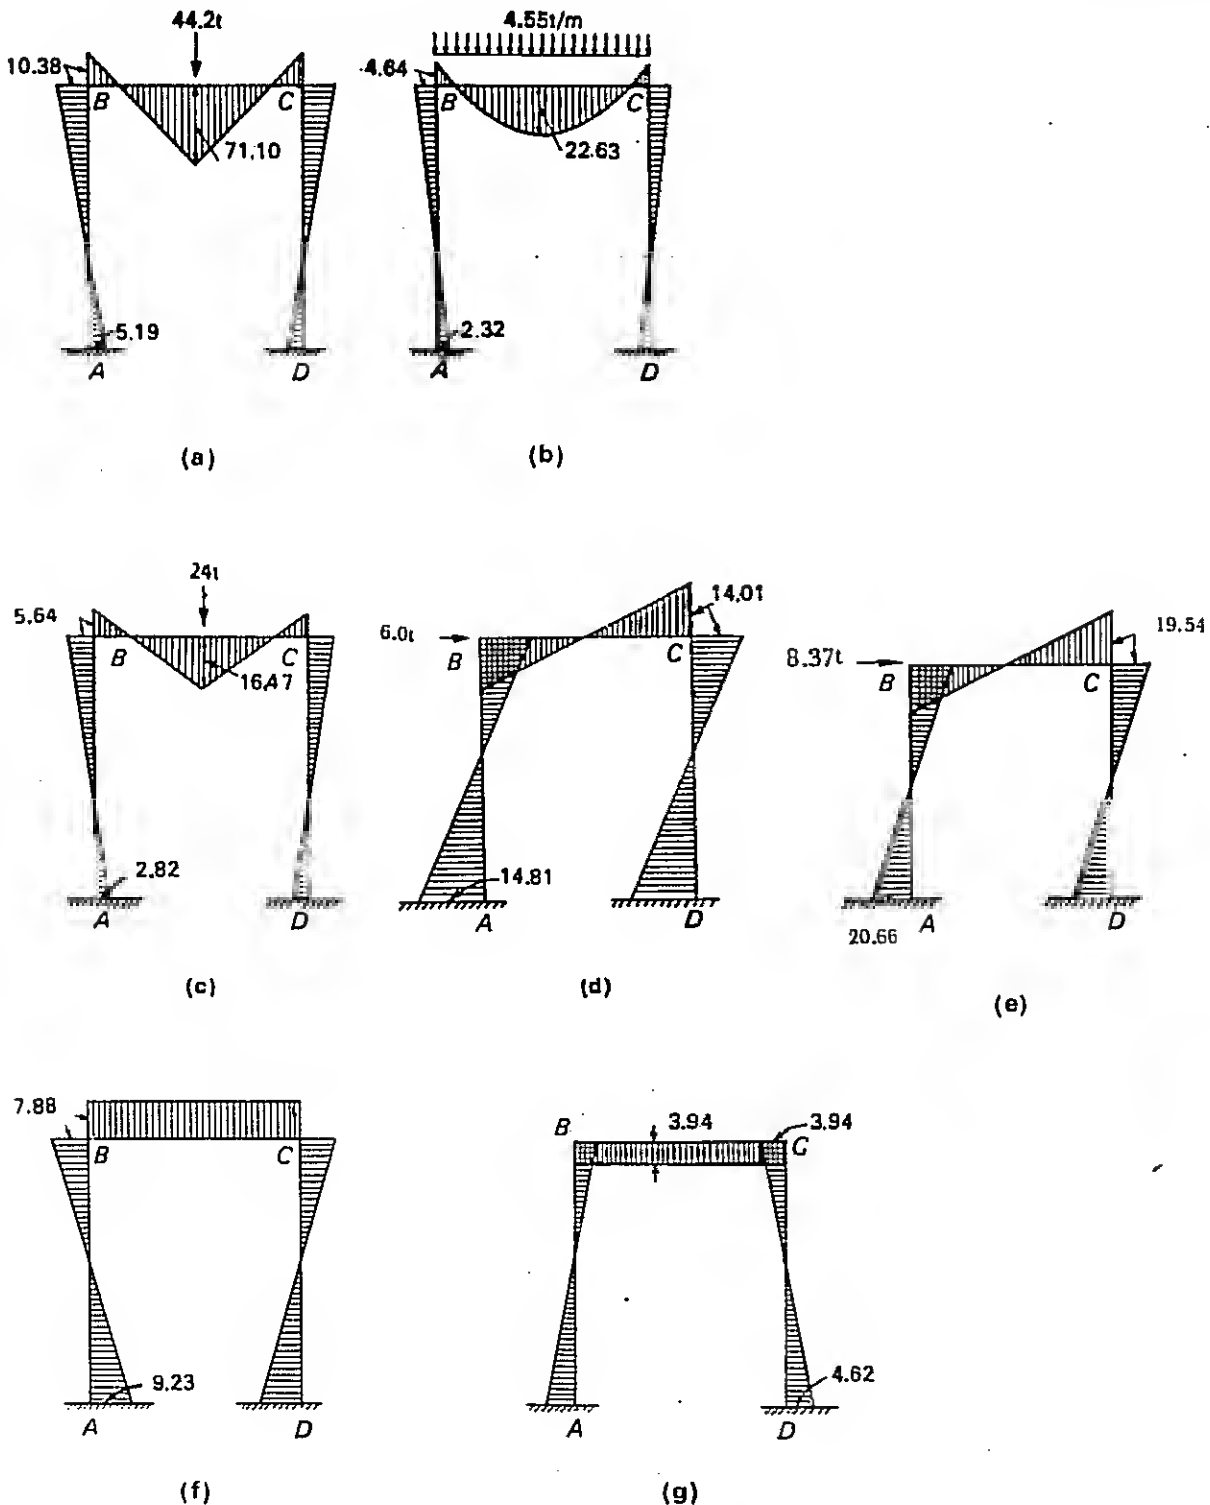 44.2t
10.38
B
C
71.10
5.19
A
D
(a)
4.55t/m
4.64
B
C
22.63
2.32
A
D
(b)
24t
5.64
B
C
16.47
2.82
A
D
(c)
6.0t
14.01
B
C
14.81
A
D
(d)
8.37t
19.54
B
C
20.66
A
D
(e)
7.88
B
C
9.23
A
D
(f)
B
3.94
3.94
G
4.62
A
D
(g)